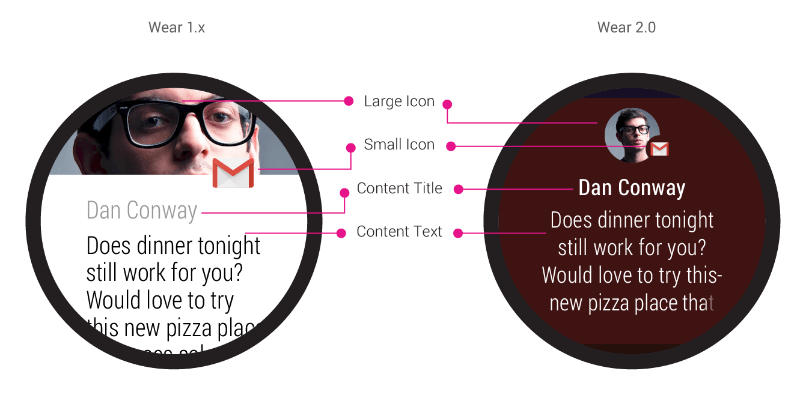 Wear 1.x
Wear 2.0
Large Icon
Small Icon
Content Title
Content Text
Dan Conway
Does dinner tonight
still work for you?
Would love to try
this new pizza place
Dan Conway
Does dinner tonight
still work for you?
Would love to try this-
new pizza place that